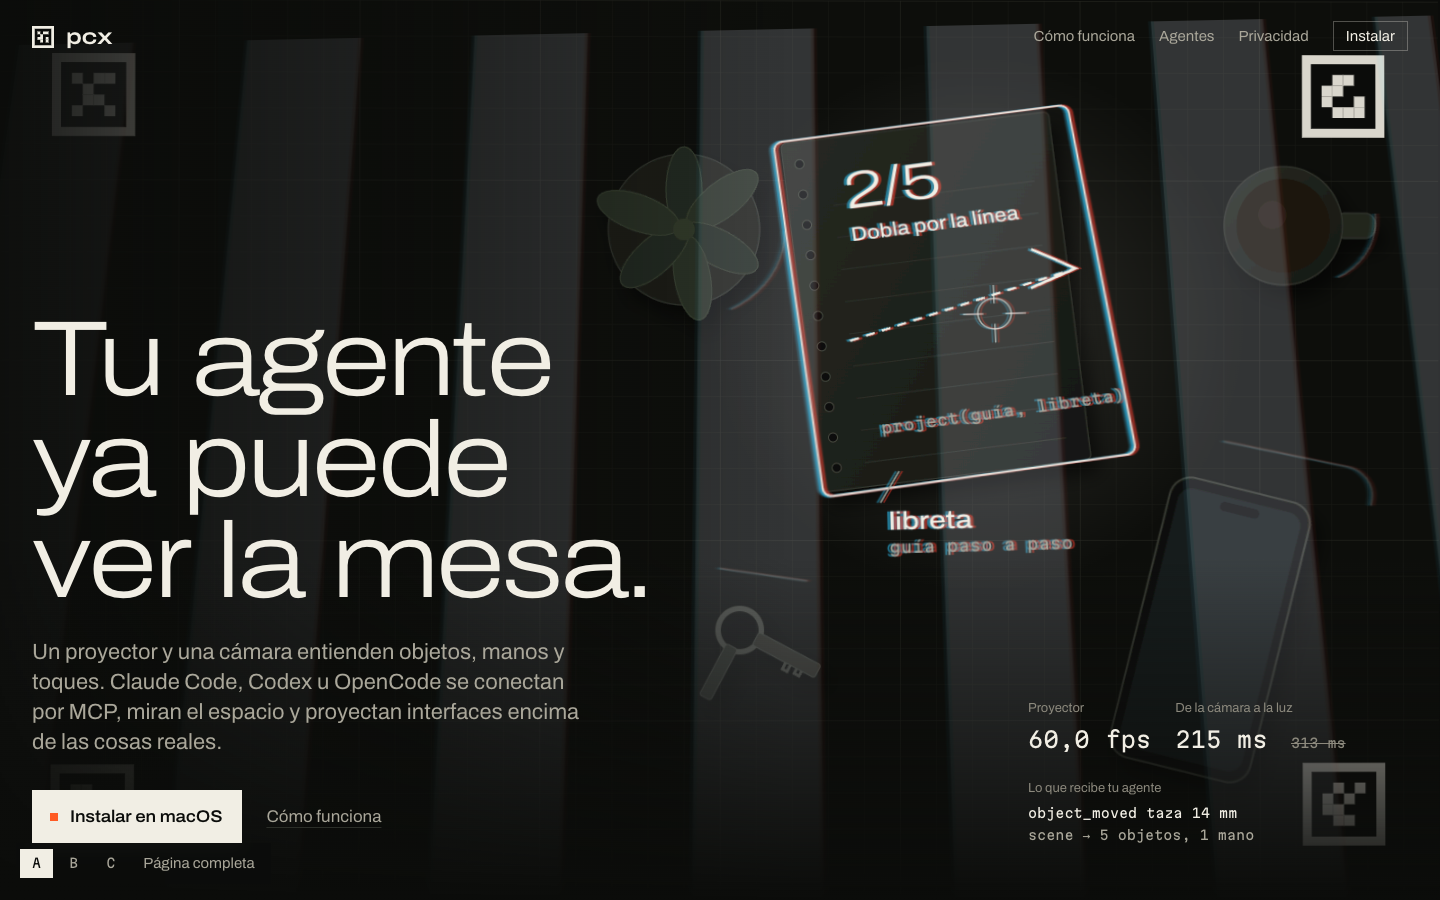 pcx
Cómo funciona
Agentes
Privacidad
Instalar
2/5
Dobla por la línea
project(guía, libreta)
libreta
guía paso a paso
Tu agente
ya puede
ver la mesa.
Un proyector y una cámara entienden objetos, manos y
toques. Claude Code, Codex u OpenCode se conectan
por MCP, miran el espacio y proyectan interfaces encima
de las cosas reales.
Instalar en macOS
Cómo funciona
Proyector
60,0 fps
De la cámara a la luz
215 ms
313 ms
Lo que recibe tu agente
object_moved taza 14 mm
scene → 5 objetos, 1 mano
A
B
C
Página completa